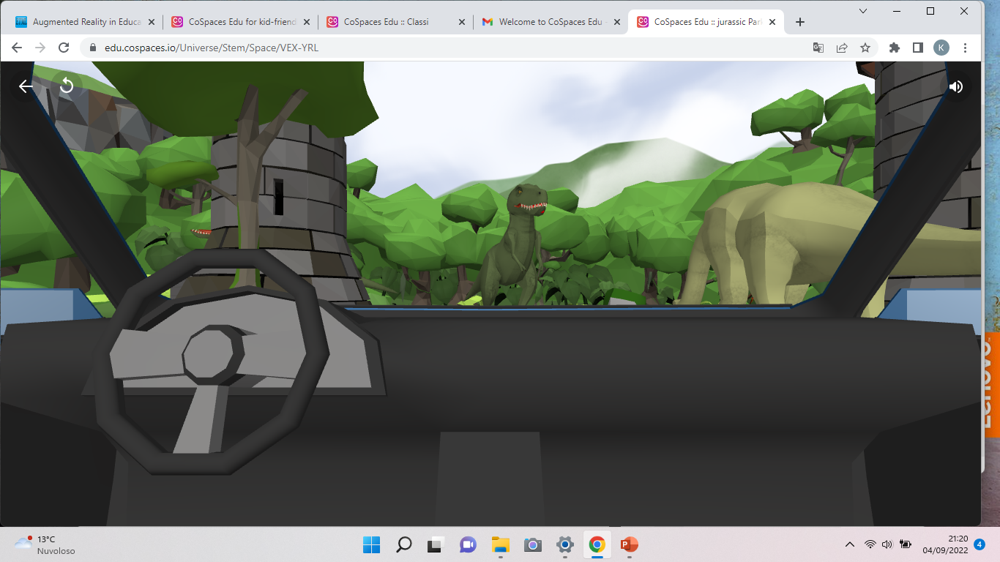 Augmented Reality in Educa
CoSpaces Edu for kid-friend
CoSpaces Edu :: Classi
Welcome to CoSpaces Edu -
CoSpaces Edu :: jurassic Park
edu.cospaces.io/Universe/Stem/Space/VEX-YRL
K
Lenovo
13°C
Nuvoloso
21:20
04/09/2022
4